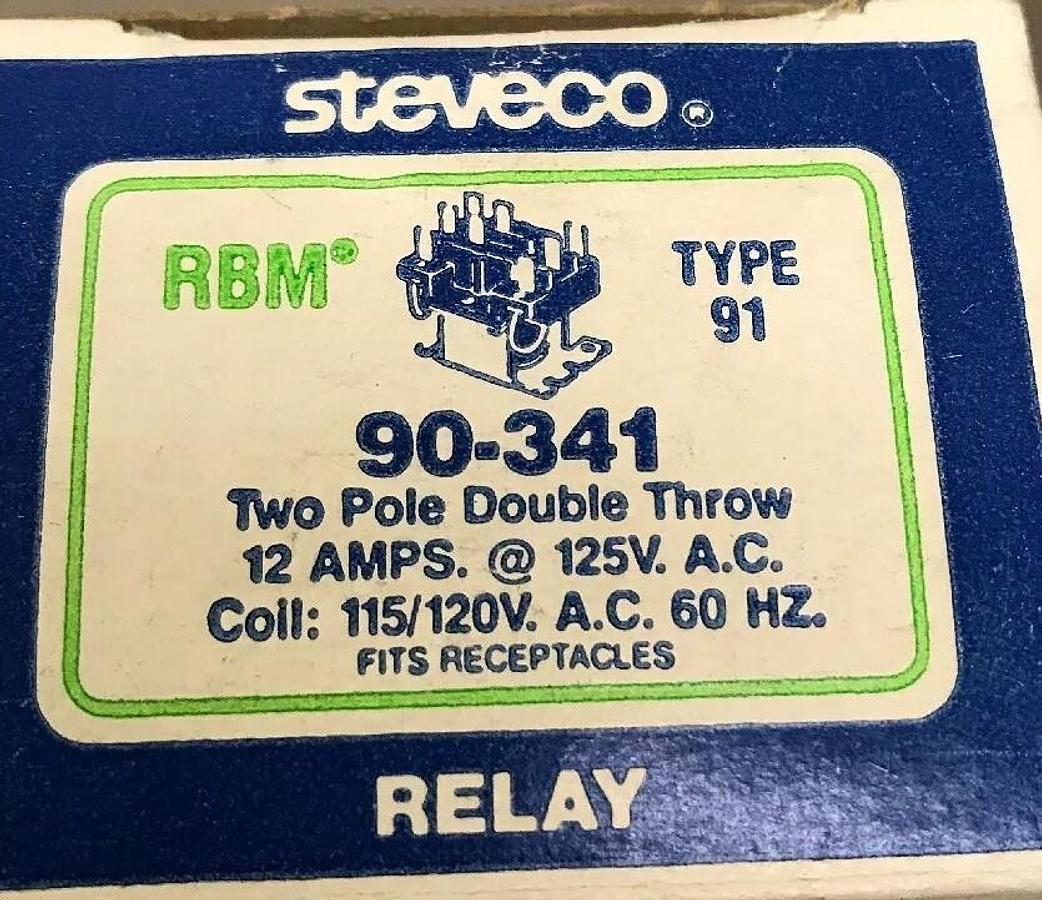 steveco®
RBM®
TYPE
91
90-341
Two Pole Double Throw
12 AMPS. @ 125V. A.C.
Coil: 115/120V. A.C. 60 HZ.
FITS RECEPTACLES
RELAY